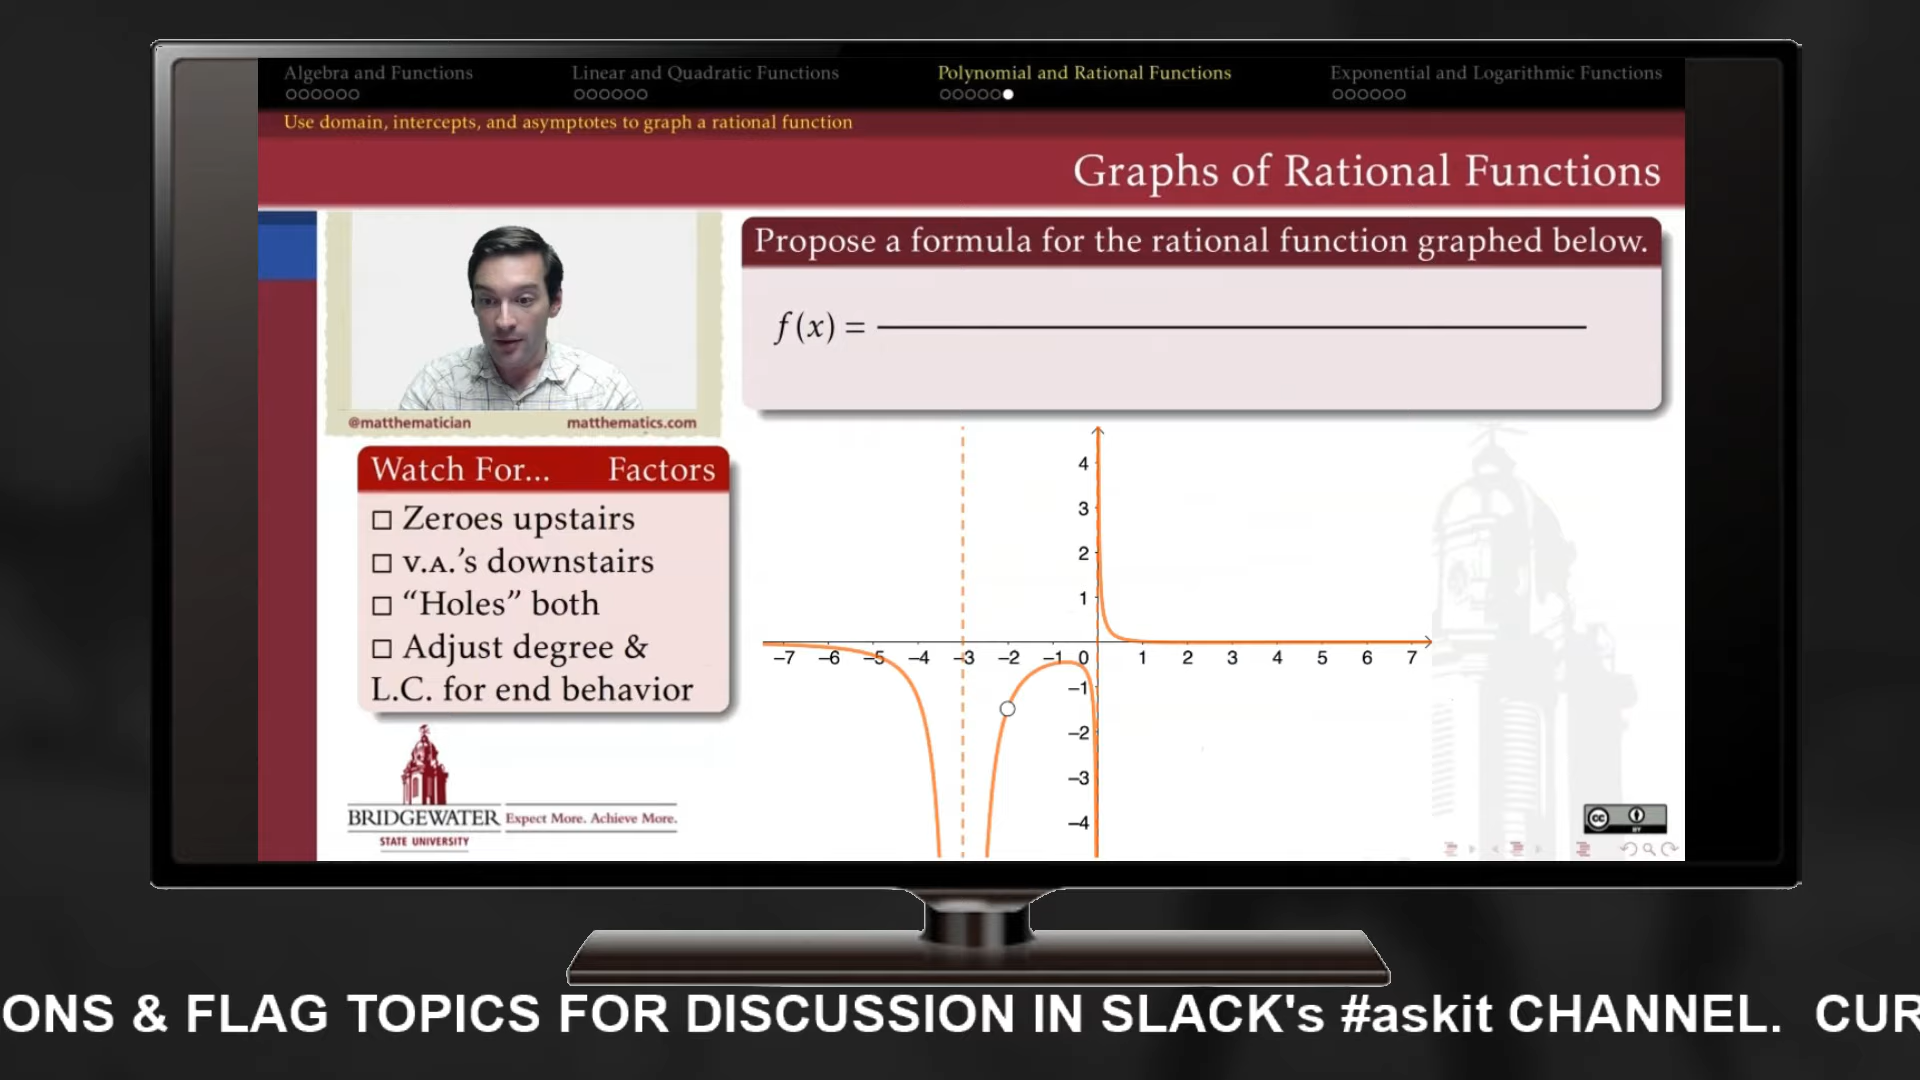 Algebra and Functions
Linear and Quadratic Functions
Polynomial and Rational Functions
Exponential and Logarithmic Functions
Use domain, intercepts, and asymptotes to graph a rational function
Graphs of Rational Functions
Propose a formula for the rational function graphed below.
f(x) =
@matthematician matthematics.com
Watch For... Factors
□ Zeroes upstairs
□ V.A.'s downstairs
□ “Holes” both
□ Adjust degree &
L.C. for end behavior
BRIDGEWATER
STATE UNIVERSITY
Expect More. Achieve More.
4
3
2
1
−7 −6 −5 −4 −3 −2 −1 0 1 2 3 4 5 6 7
−1
−2
−3
−4
cc
BY
ONS & FLAG TOPICS FOR DISCUSSION IN SLACK's #askit CHANNEL. CUR